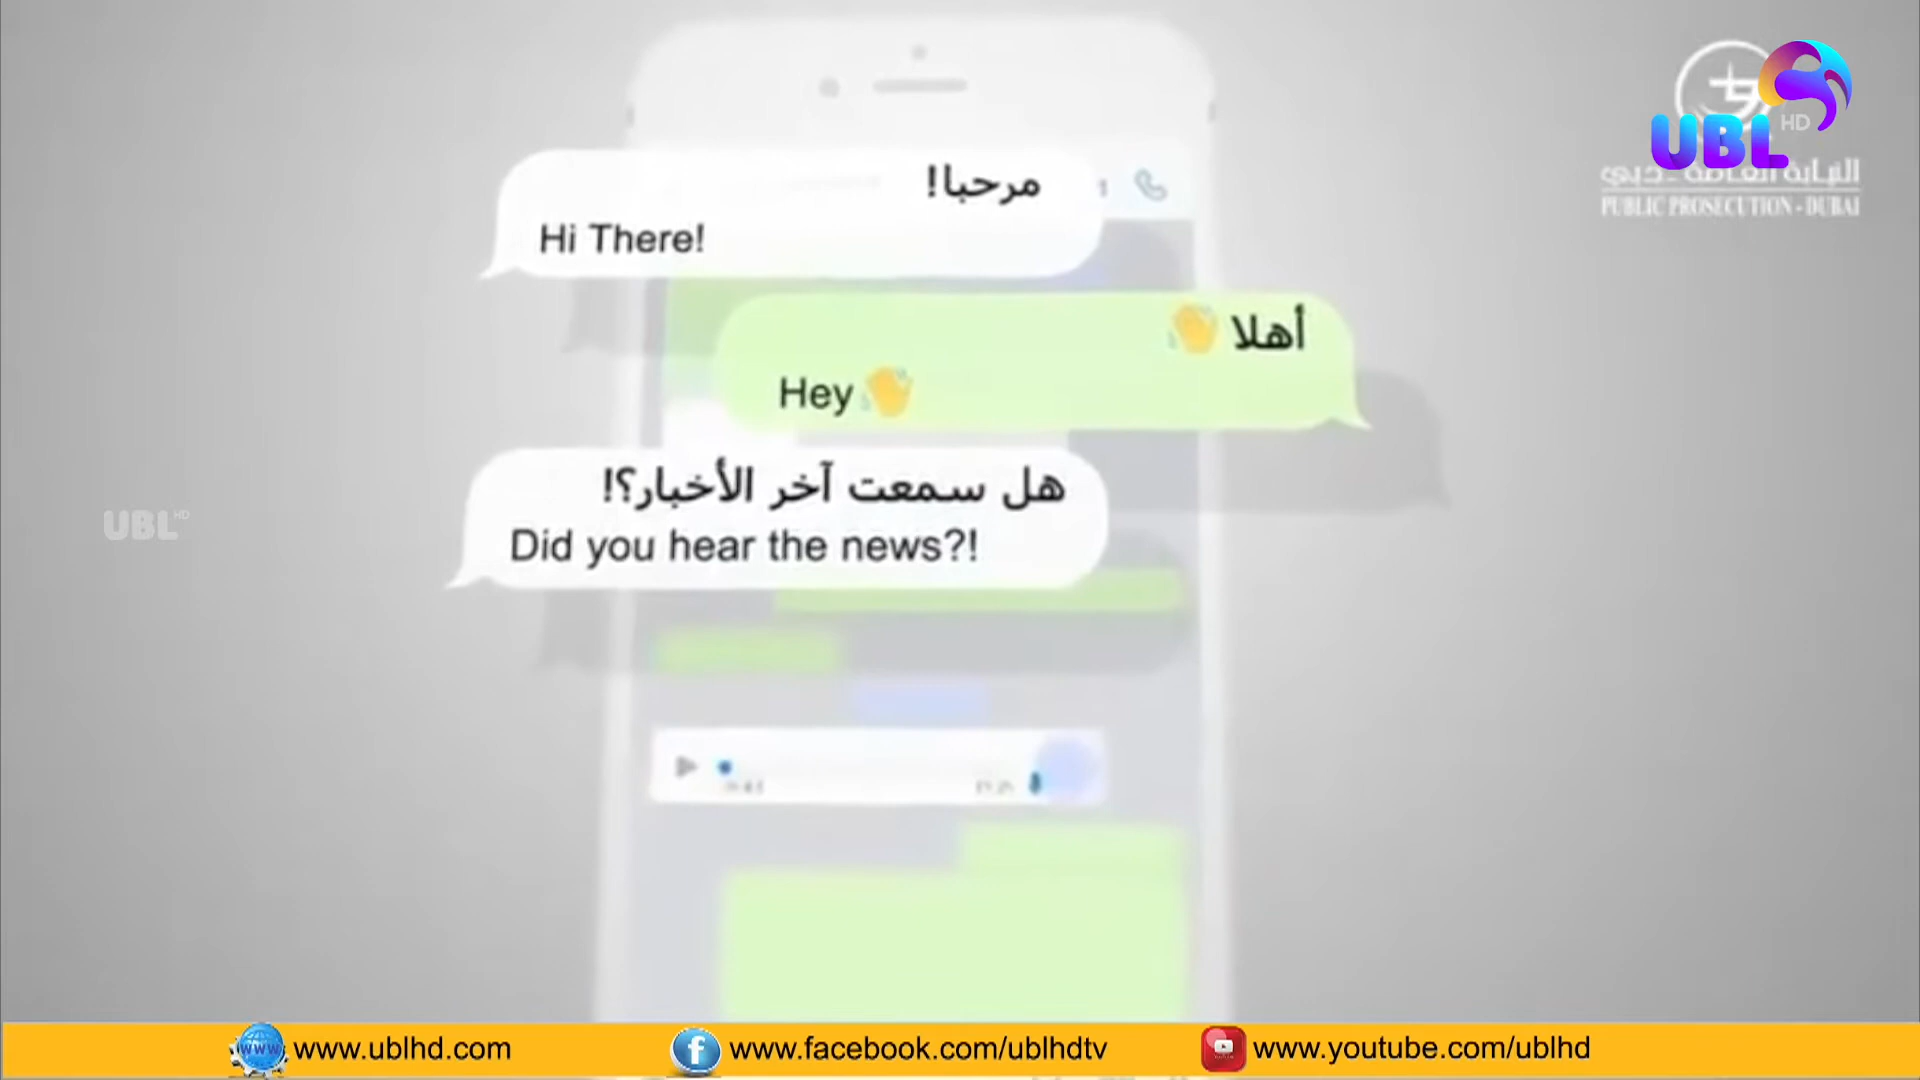 مرحبا!
Hi There!
أهلا 👋
Hey 👋
هل سمعت آخر الأخبار؟!
Did you hear the news?!
UBL HD
النيابة العامة - دبي
PUBLIC PROSECUTION - DUBAI
UBL HD
www.ublhd.com
www.facebook.com/ublhdtv
www.youtube.com/ublhd